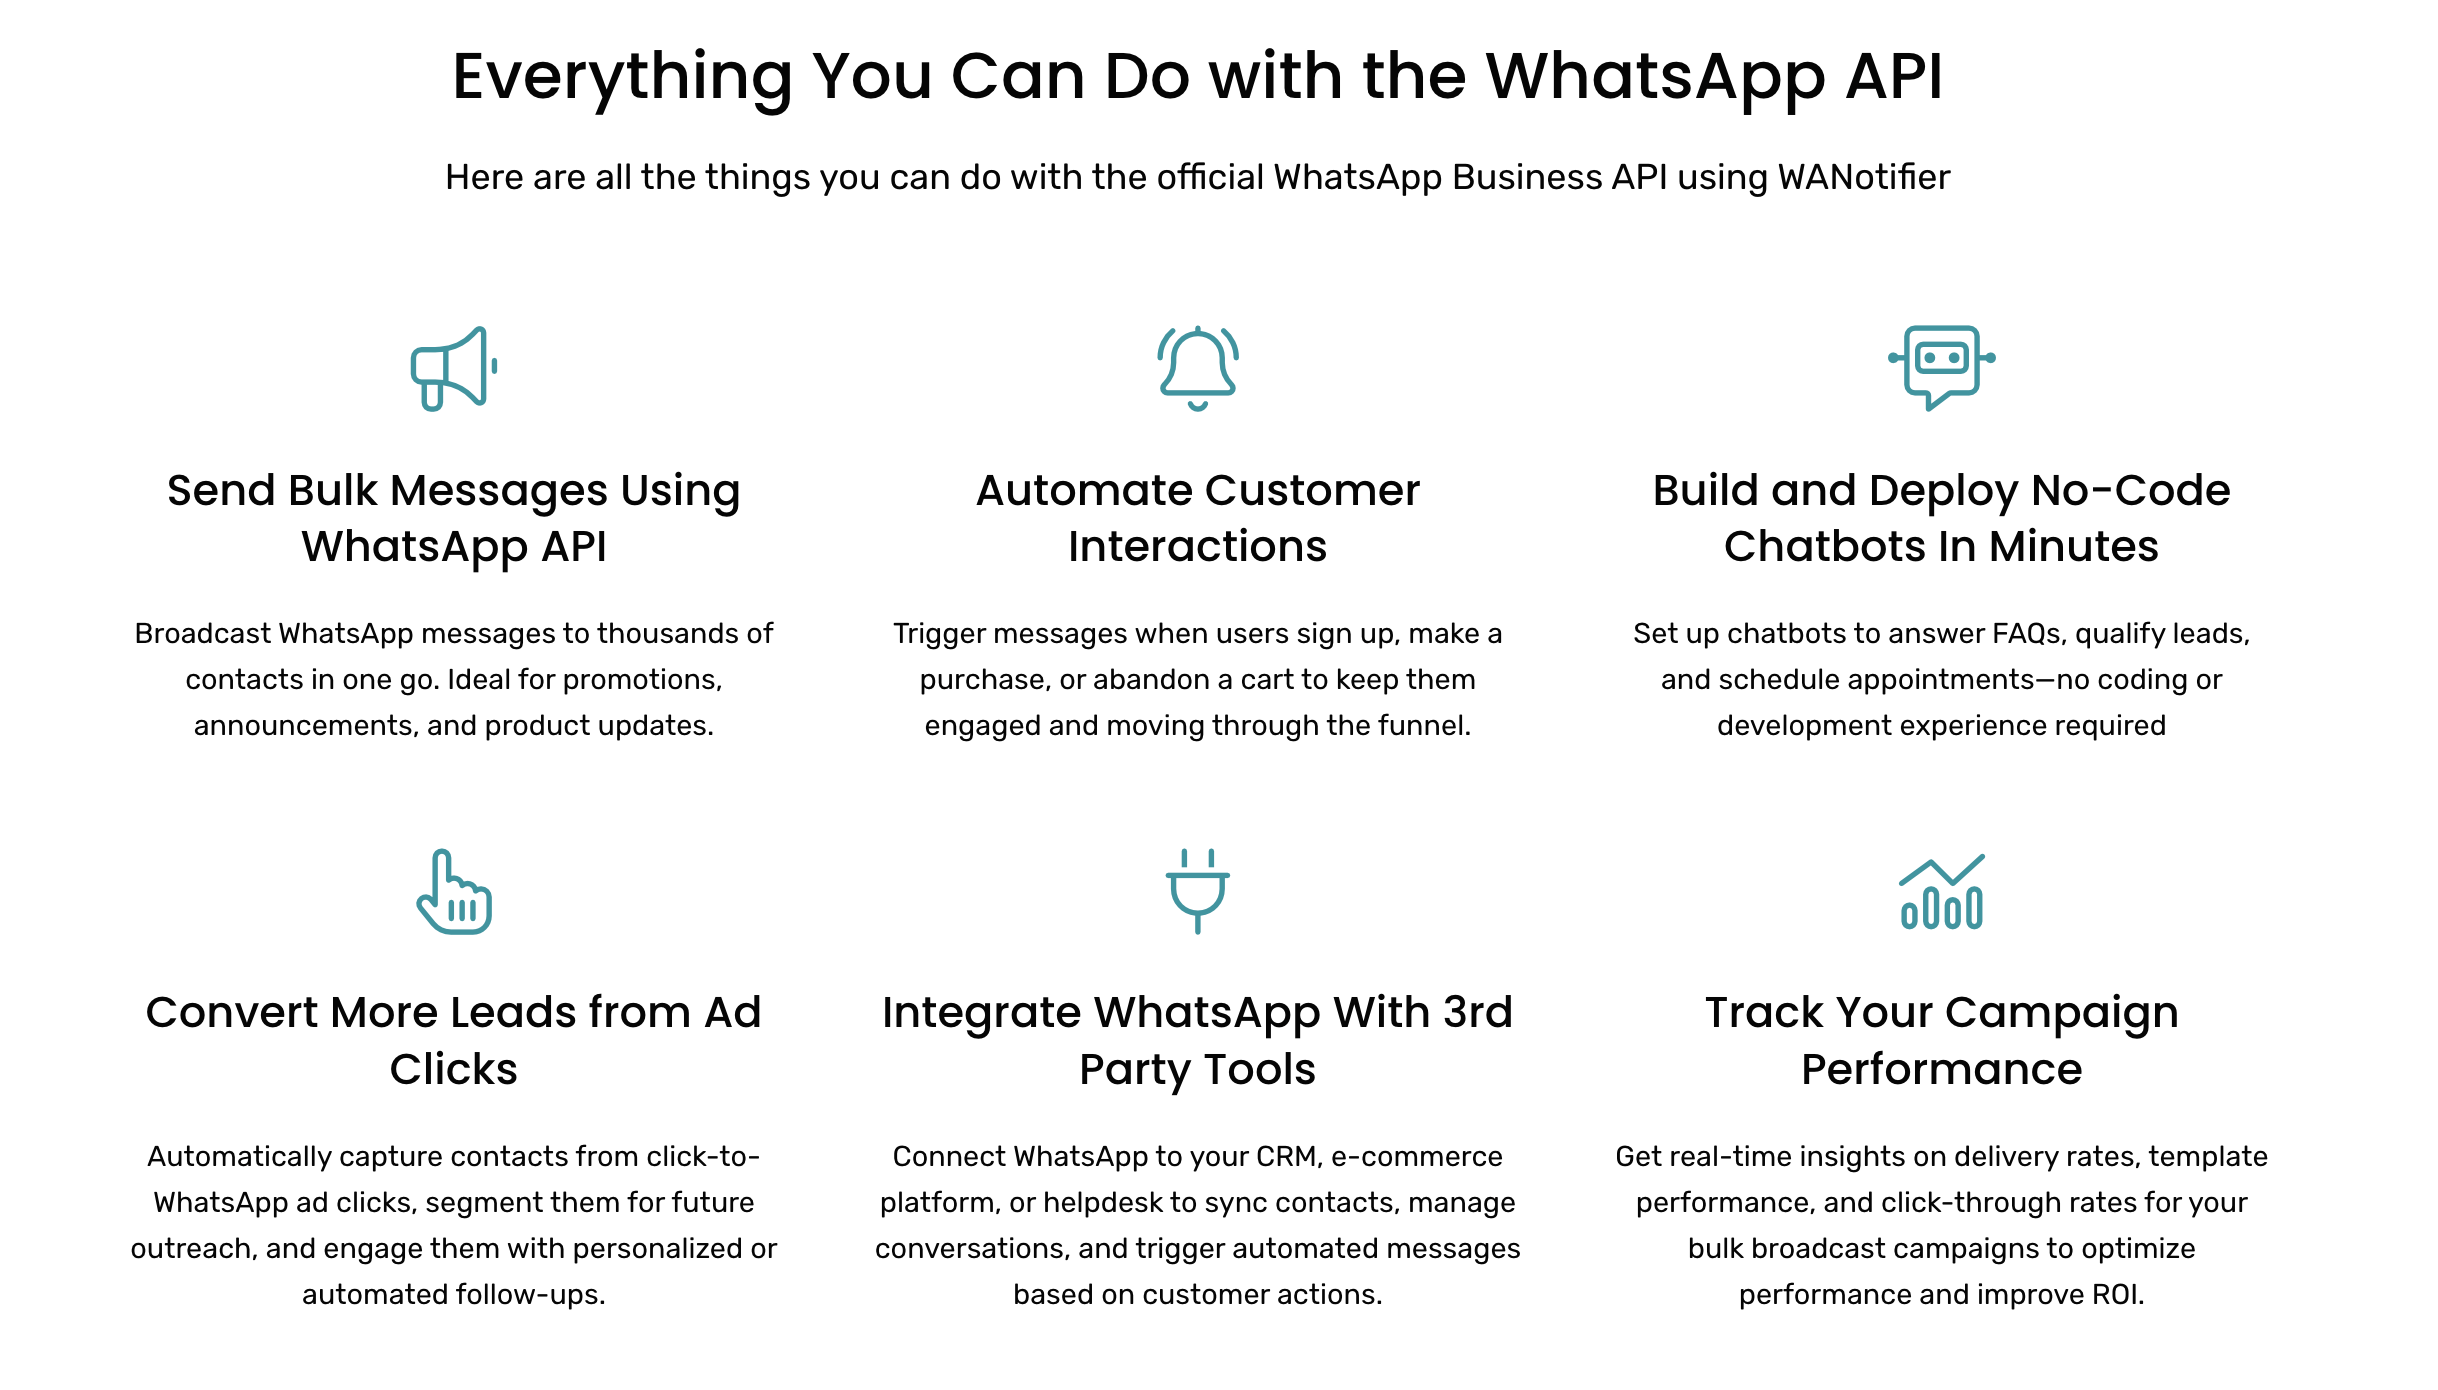 Everything You Can Do with the WhatsApp API
Here are all the things you can do with the official WhatsApp Business API using WANotifier
Send Bulk Messages Using
WhatsApp API
Broadcast WhatsApp messages to thousands of
contacts in one go. Ideal for promotions,
announcements, and product updates.
Automate Customer
Interactions
Trigger messages when users sign up, make a
purchase, or abandon a cart to keep them
engaged and moving through the funnel.
Build and Deploy No-Code
Chatbots In Minutes
Set up chatbots to answer FAQs, qualify leads,
and schedule appointments—no coding or
development experience required
Convert More Leads from Ad
Clicks
Automatically capture contacts from click-to-
WhatsApp ad clicks, segment them for future
outreach, and engage them with personalized or
automated follow-ups.
Integrate WhatsApp With 3rd
Party Tools
Connect WhatsApp to your CRM, e-commerce
platform, or helpdesk to sync contacts, manage
conversations, and trigger automated messages
based on customer actions.
Track Your Campaign
Performance
Get real-time insights on delivery rates, template
performance, and click-through rates for your
bulk broadcast campaigns to optimize
performance and improve ROI.